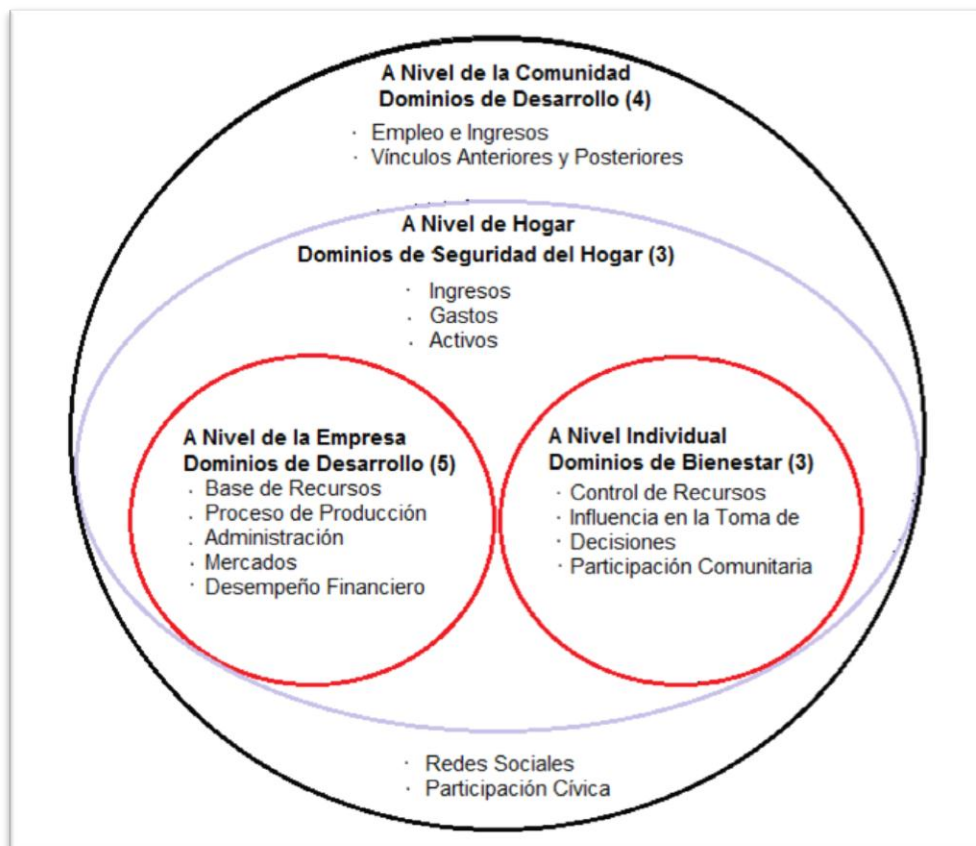 A Nivel de la Comunidad
Dominios de Desarrollo (4)
· Empleo e Ingresos
· Vínculos Anteriores y Posteriores
A Nivel de Hogar
Dominios de Seguridad del Hogar (3)
· Ingresos
. Gastos
. Activos
A Nivel de la Empresa
Dominios de Desarrollo (5)
. Base de Recursos
. Proceso de Producción
. Administración
. Mercados
· Desempeño Financiero
A Nivel Individual
Dominios de Bienestar (3)
· Control de Recursos
· Influencia en la Toma de
· Decisiones
· Participación Comunitaria
· Redes Sociales
· Participación Cívica